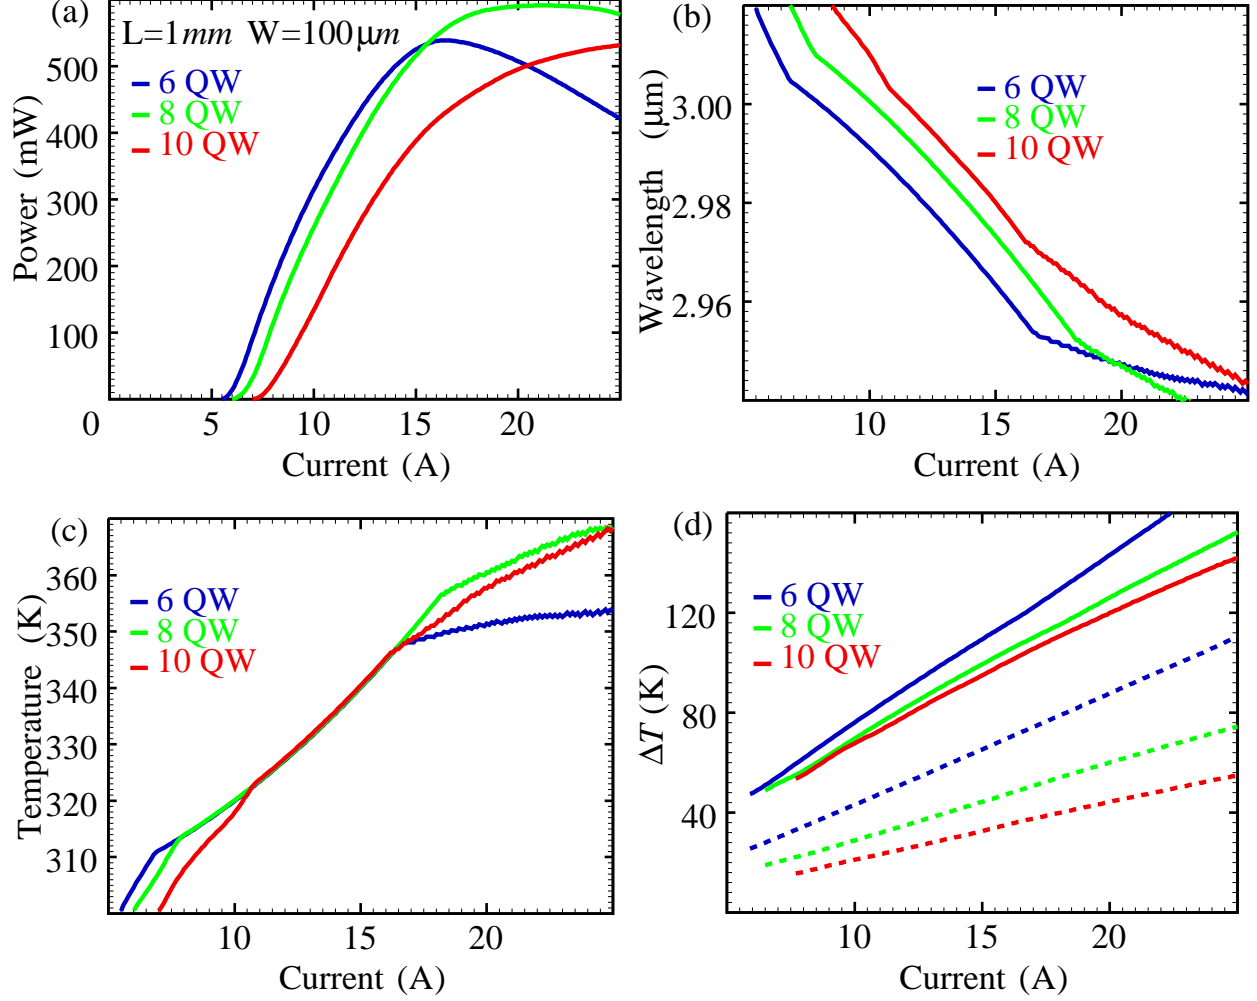 (a)
L=1mm W=100μm
6 QW
8 QW
10 QW
500
400
300
200
100
0
5
10
15
20
Power (mW)
Current (A)
(b)
6 QW
8 QW
10 QW
3.00
2.98
2.96
10
15
20
Wavelength (μm)
Current (A)
(c)
6 QW
8 QW
10 QW
360
350
340
330
320
310
10
20
Temperature (K)
Current (A)
(d)
6 QW
8 QW
10 QW
120
80
40
10
15
20
ΔT (K)
Current (A)